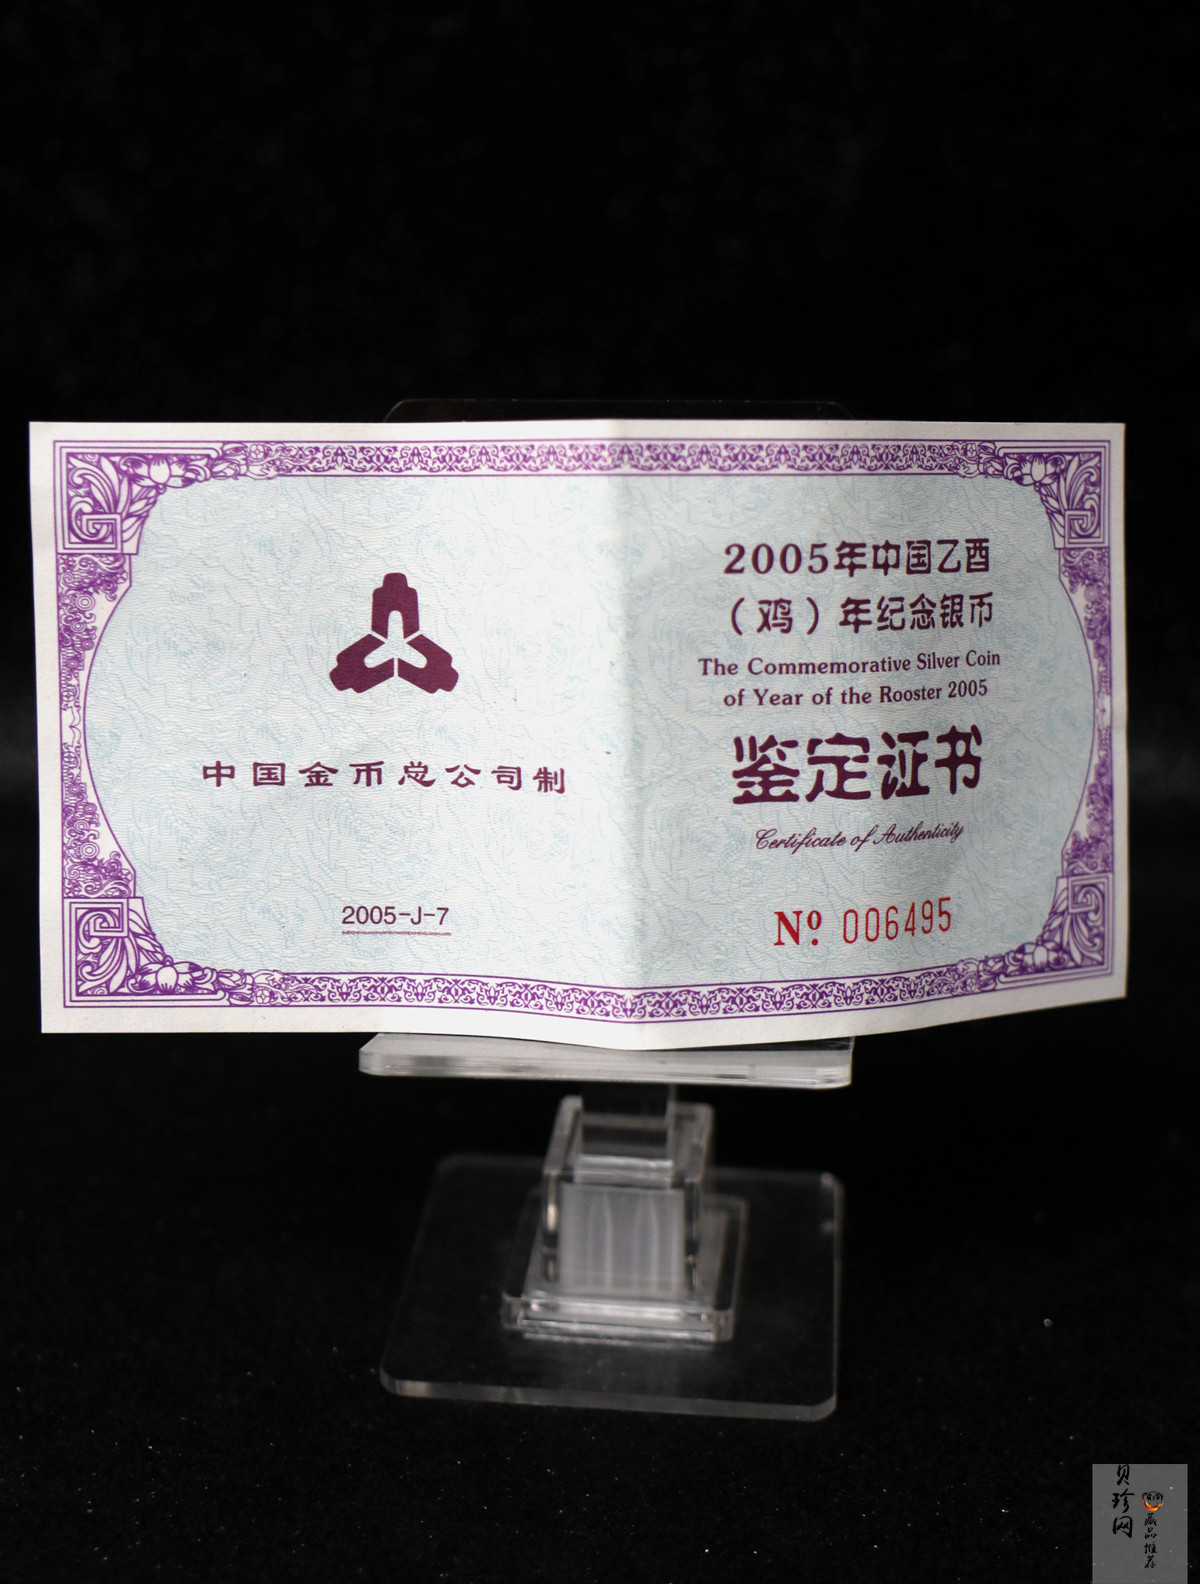 中国金币总公司制
2005-J-7
2005年中国乙酉
（鸡）年纪念银币
The Commemorative Silver Coin
of Year of the Rooster 2005
鉴定证书
Certificate of Authenticity
Nº 006495
贝珍网
藏品推荐